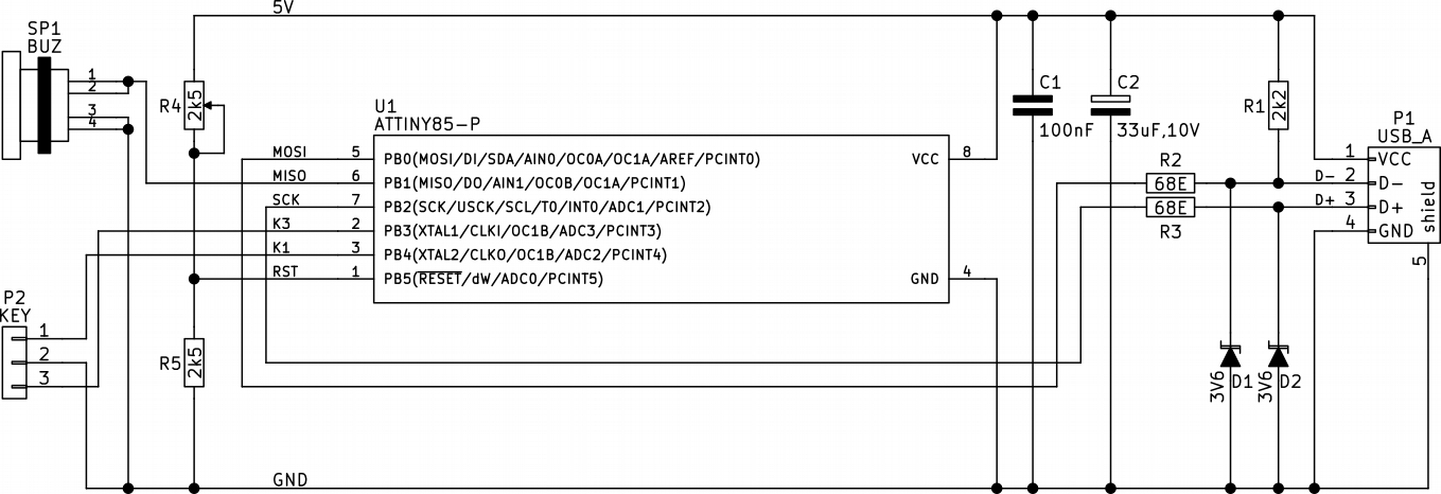 5V
SP1
BUZ
1
2
3
4
R4
2k5
U1
ATTINY85-P
MOSI 5 PB0(MOSI/DI/SDA/AIN0/OC0A/OC1A/AREF/PCINT0) VCC 8
MISO 6 PB1(MISO/DO/AIN1/OC0B/OC1A/PCINT1)
SCK 7 PB2(SCK/USCK/SCL/T0/INT0/ADC1/PCINT2)
K3 2 PB3(XTAL1/CLKI/OC1B/ADC3/PCINT3)
K1 3 PB4(XTAL2/CLKO/OC1B/ADC2/PCINT4)
RST 1 PB5(RESET/dW/ADC0/PCINT5) GND 4
C1
100nF
C2
33uF,10V
R1
2k2
R2
68E
68E
R3
P1
USB_A
1 VCC
D- 2 D-
D+ 3 D+
4 GND
shield
5
P2
KEY
1
2
3
R5
2k5
3V6
D1
3V6
D2
GND